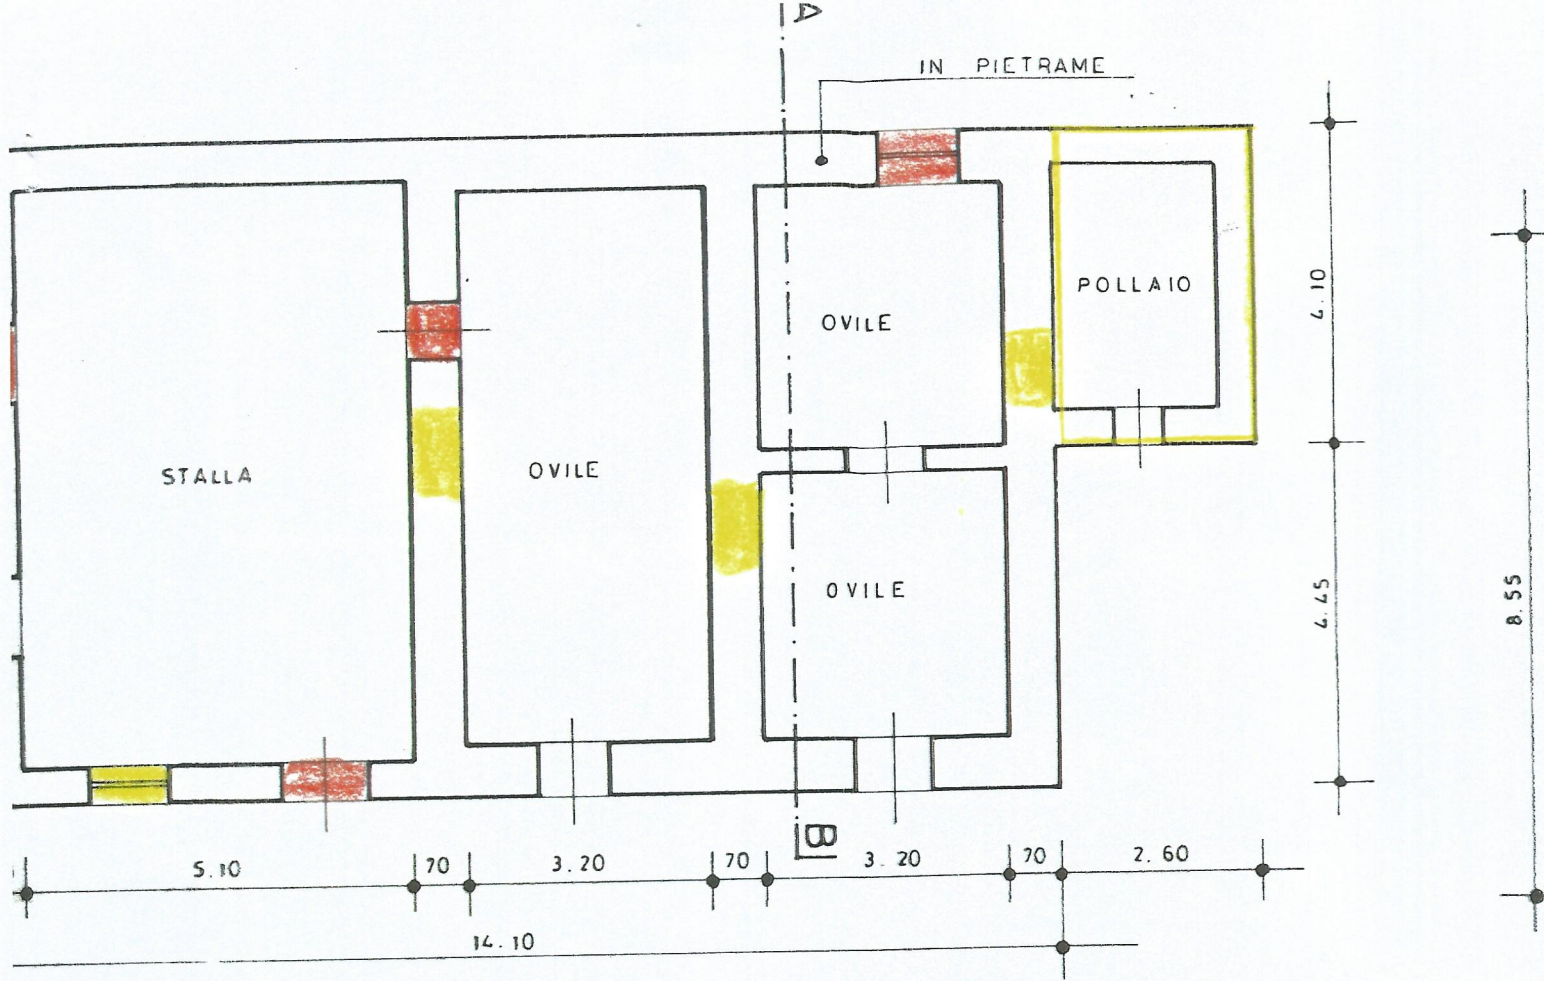 A
IN PIETRAME
POLLAIO
4.10
OVILE
STALLA
OVILE
OVILE
4.45
8.55
B
5.10
70
3.20
70
3.20
70
2.60
14.10